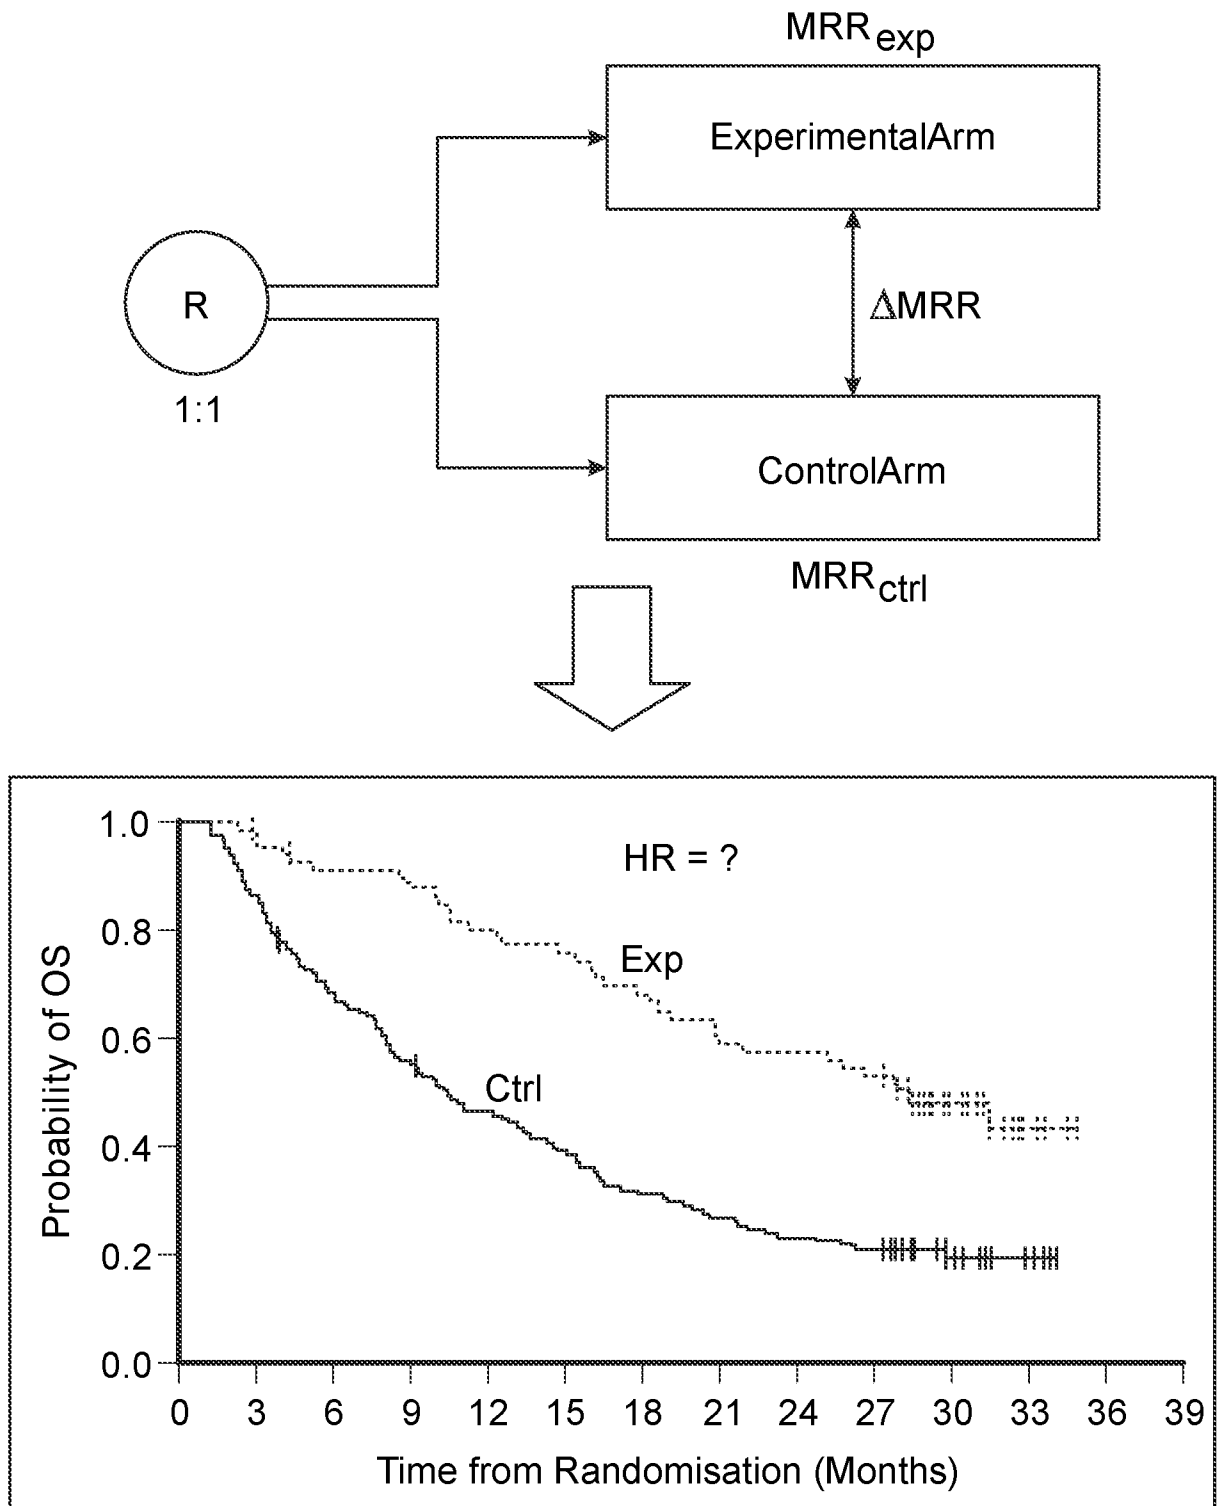 MRRexp
ExperimentalArm
R
ΔMRR
1:1
ControlArm
MRRctrl
1.0
HR = ?
0.8
Exp
0.6
Ctrl
0.4
0.2
0.0
Probability of OS
0 3 6 9 12 15 18 21 24 27 30 33 36 39
Time from Randomisation (Months)